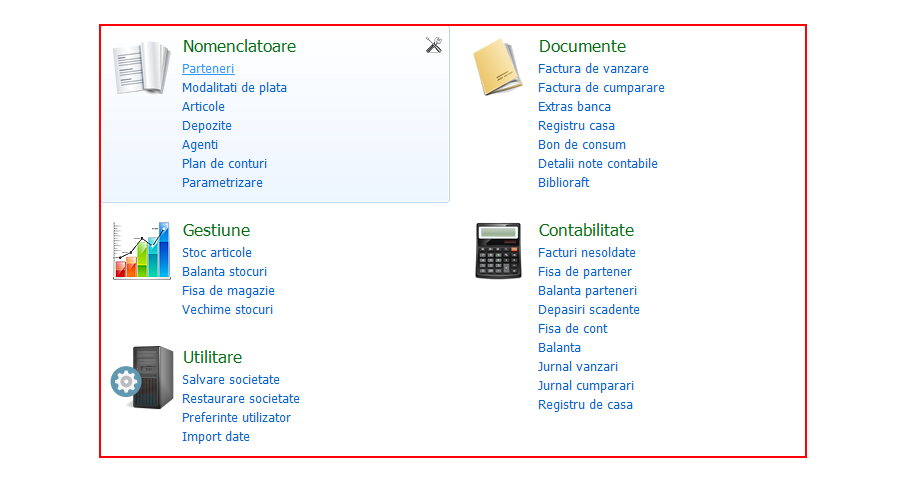 Nomenclatoare
Parteneri
Modalitati de plata
Articole
Depozite
Agenti
Plan de conturi
Parametrizare
Documente
Factura de vanzare
Factura de cumparare
Extras banca
Registru casa
Bon de consum
Detalii note contabile
Biblioraft
Gestiune
Stoc articole
Balanta stocuri
Fisa de magazie
Vechime stocuri
Contabilitate
Facturi nesoldate
Fisa de partener
Balanta parteneri
Depasiri scadente
Fisa de cont
Balanta
Jurnal vanzari
Jurnal cumparari
Registru de casa
Utilitare
Salvare societate
Restaurare societate
Preferinte utilizator
Import date